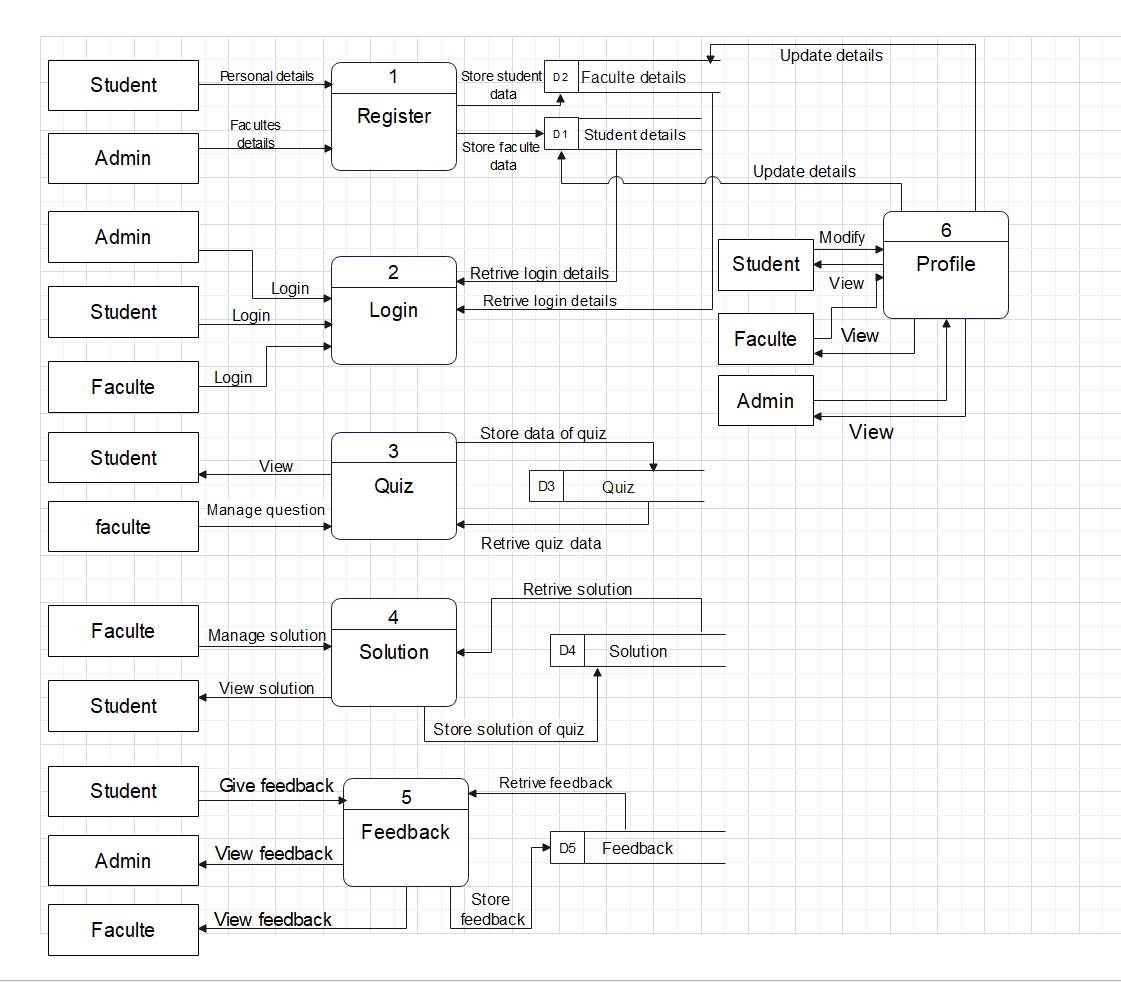 Update details
Student
Personal details
1
Register
Store student
data
D2
Faculte details
Admin
Facultes
details
Store faculte
data
D1
Student details
Update details
Admin
Login
Student
Login
Faculte
Login
2
Login
Retrive login details
Retrive login details
6
Profile
Student
Modify
View
Faculte
View
Admin
View
Student
View
faculte
Manage question
3
Quiz
Store data of quiz
D3
Quiz
Retrive quiz data
Faculte
Manage solution
Student
View solution
4
Solution
Retrive solution
D4
Solution
Store solution of quiz
Student
Give feedback
Admin
View feedback
Faculte
View feedback
5
Feedback
Retrive feedback
D5
Feedback
Store
feedback